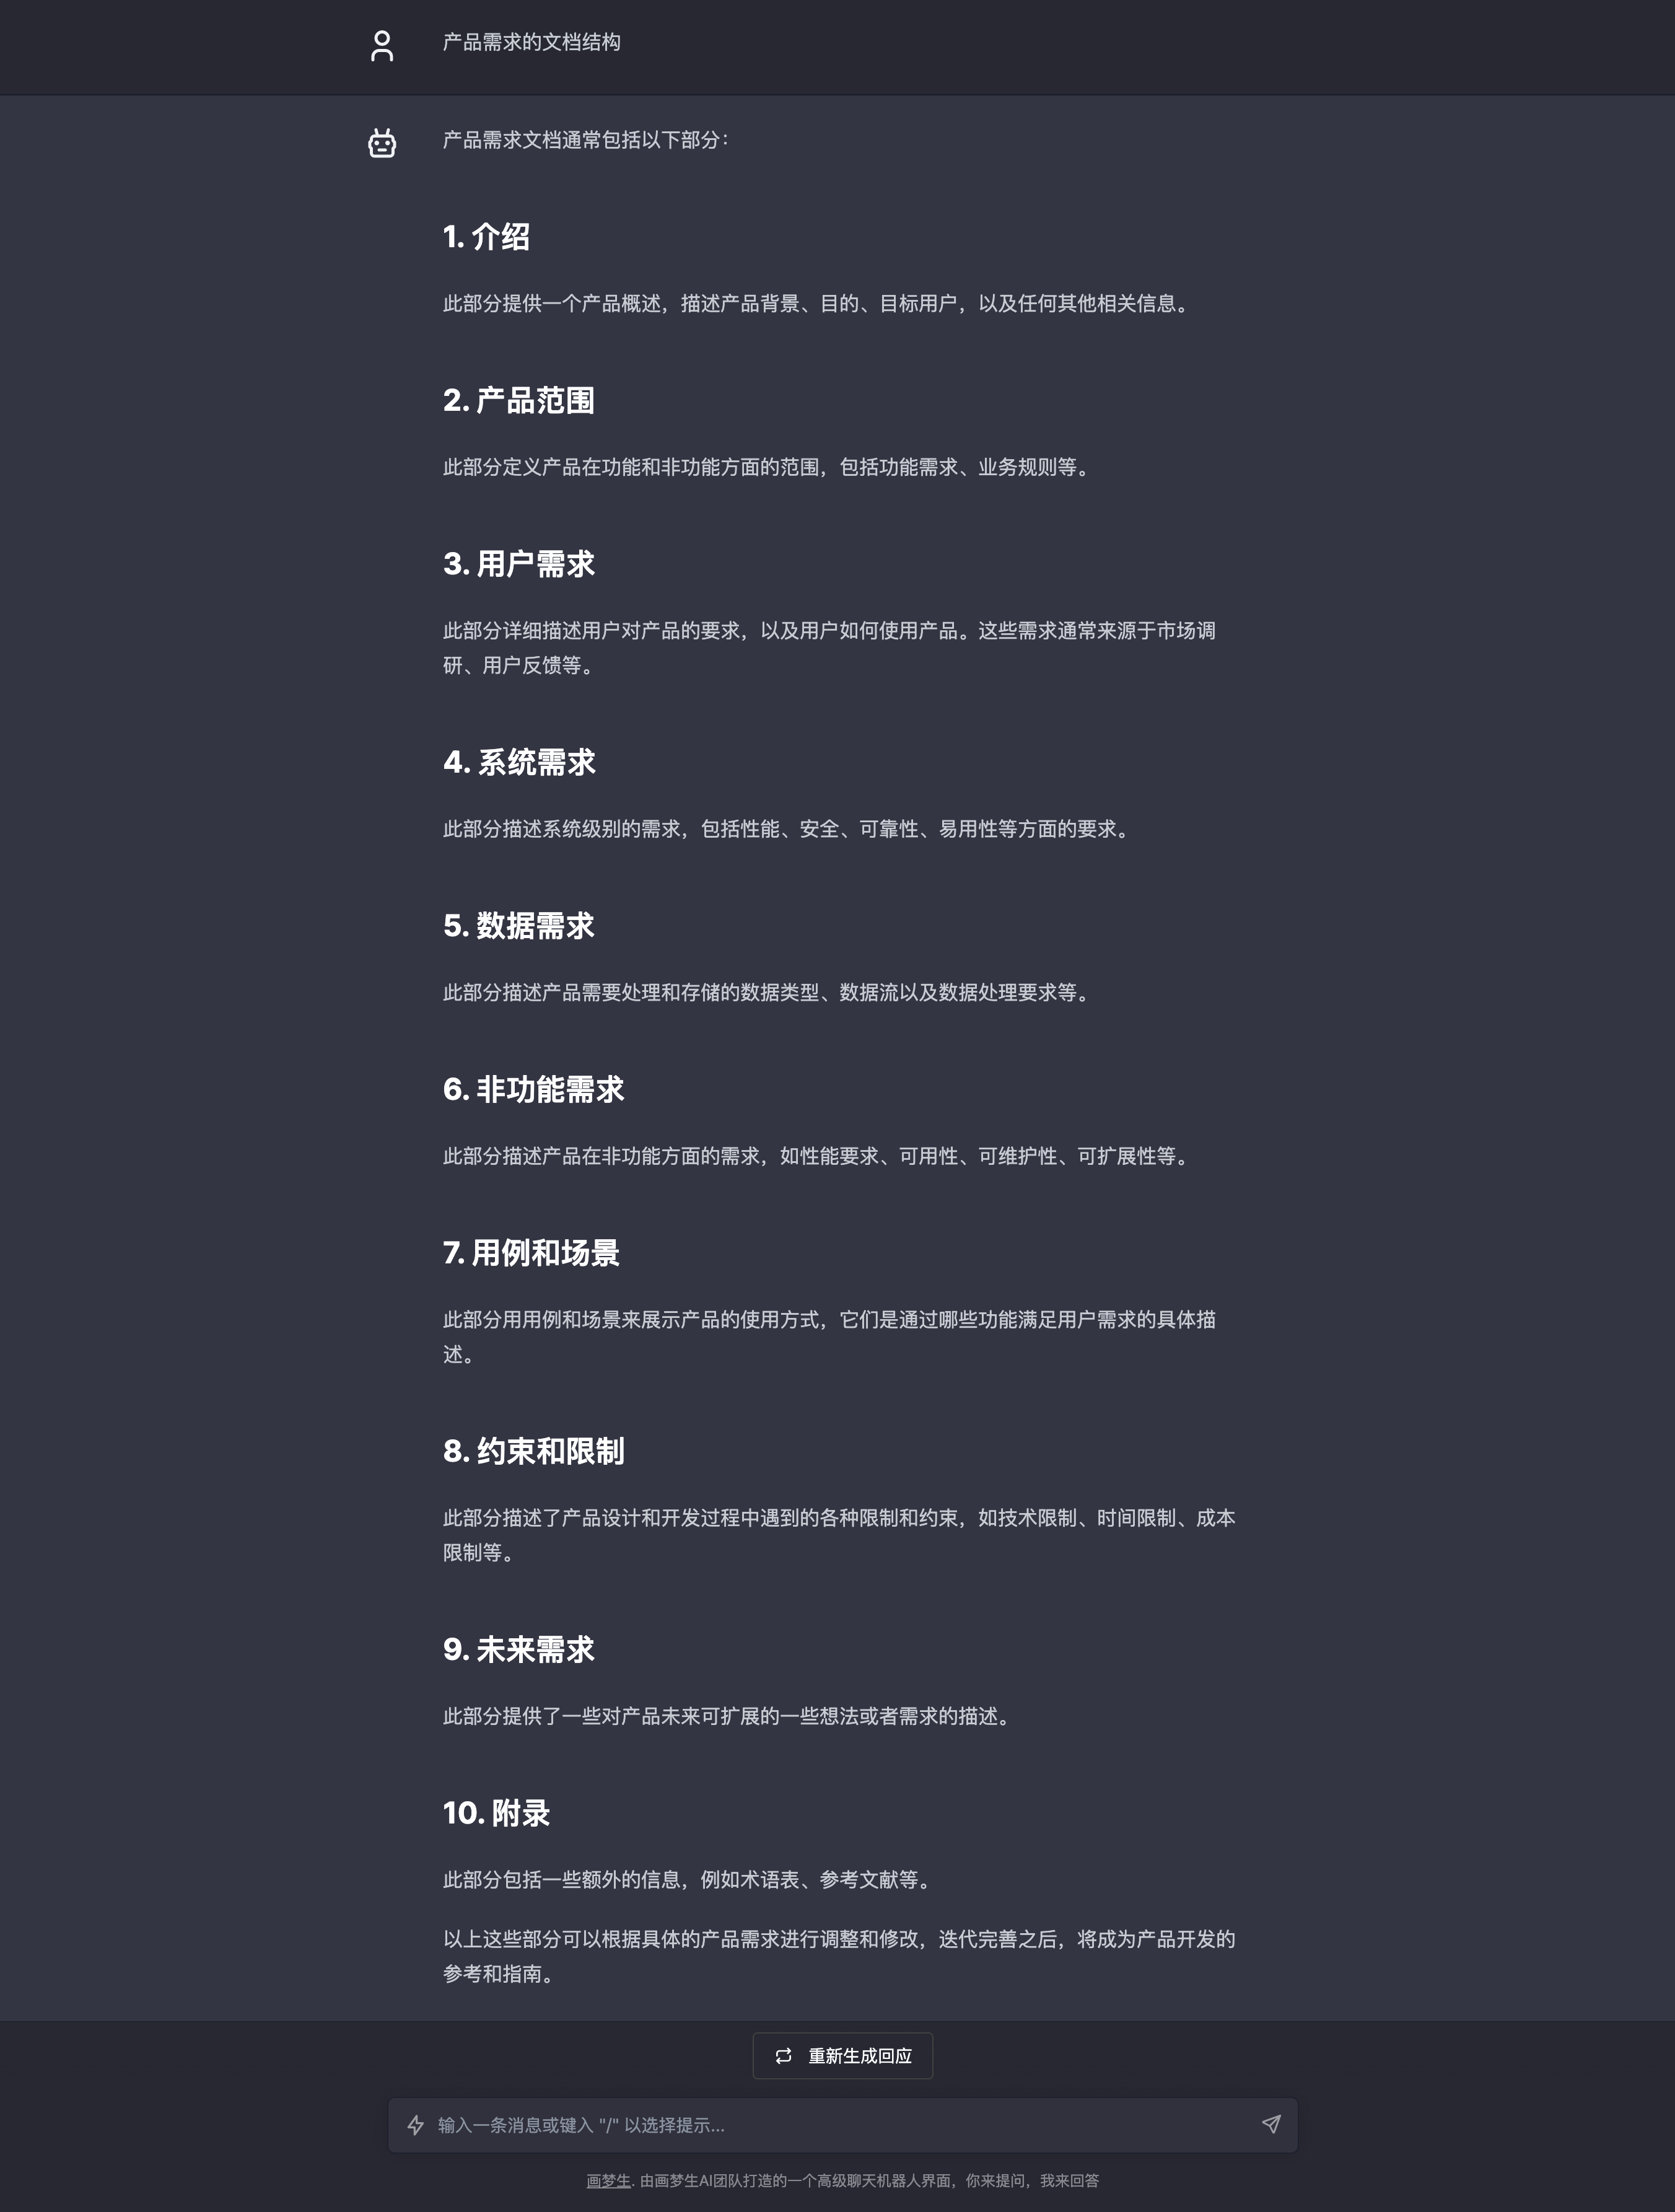 产品需求的文档结构
产品需求文档通常包括以下部分：
1. 介绍
此部分提供一个产品概述，描述产品背景、目的、目标用户，以及任何其他相关信息。
2. 产品范围
此部分定义产品在功能和非功能方面的范围，包括功能需求、业务规则等。
3. 用户需求
此部分详细描述用户对产品的要求，以及用户如何使用产品。这些需求通常来源于市场调
研、用户反馈等。
4. 系统需求
此部分描述系统级别的需求，包括性能、安全、可靠性、易用性等方面的要求。
5. 数据需求
此部分描述产品需要处理和存储的数据类型、数据流以及数据处理要求等。
6. 非功能需求
此部分描述产品在非功能方面的需求，如性能要求、可用性、可维护性、可扩展性等。
7. 用例和场景
此部分用用例和场景来展示产品的使用方式，它们是通过哪些功能满足用户需求的具体描
述。
8. 约束和限制
此部分描述了产品设计和开发过程中遇到的各种限制和约束，如技术限制、时间限制、成本
限制等。
9. 未来需求
此部分提供了一些对产品未来可扩展的一些想法或者需求的描述。
10. 附录
此部分包括一些额外的信息，例如术语表、参考文献等。
以上这些部分可以根据具体的产品需求进行调整和修改，迭代完善之后，将成为产品开发的
参考和指南。
重新生成回应
输入一条消息或键入 "/" 以选择提示...
画梦生. 由画梦生AI团队打造的一个高级聊天机器人界面，你来提问，我来回答